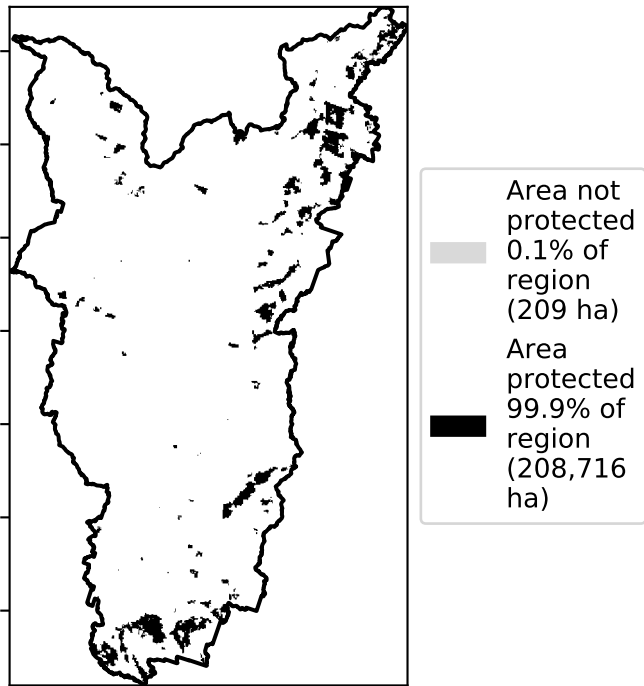 Area not
protected
0.1% of
region
(209 ha)
Area
protected
99.9% of
region
(208,716
ha)